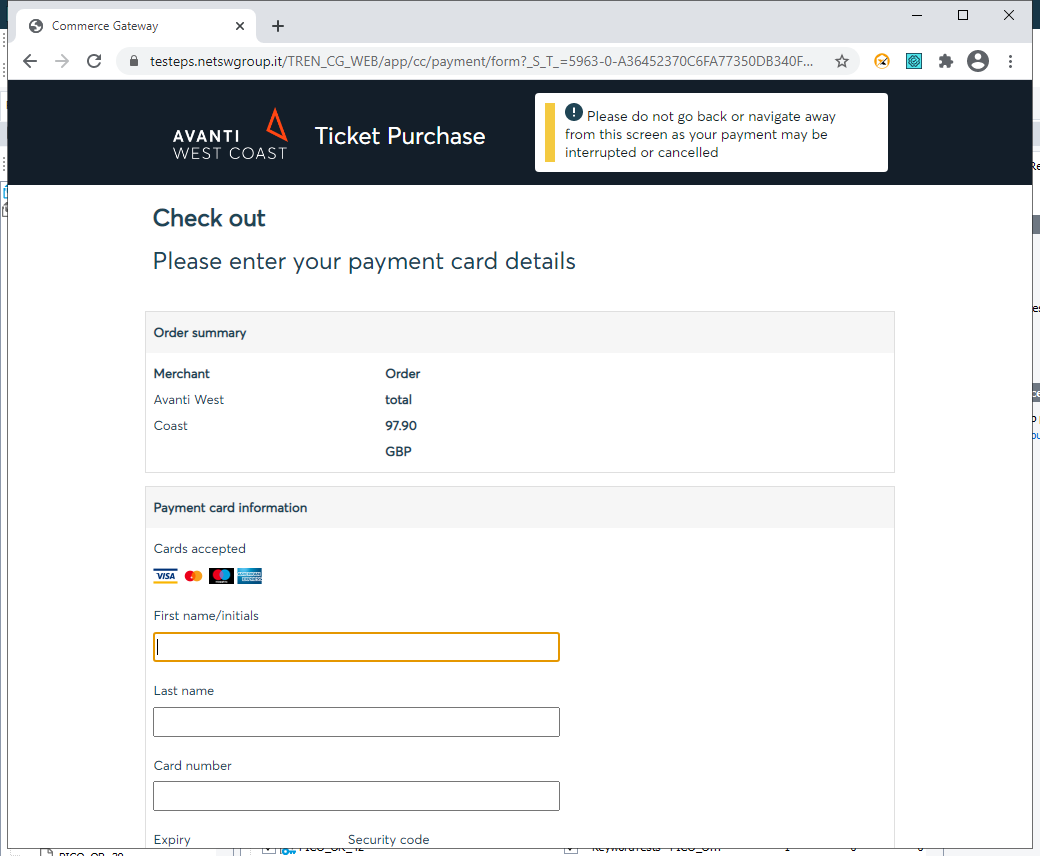 Commerce Gateway
testeps.netswgroup.it/TREN_CG_WEB/app/cc/payment/form?_S_T_=5963-0-A36452370C6FA77350DB340F...
AVANTI
WEST COAST
Ticket Purchase
Please do not go back or navigate away
from this screen as your payment may be
interrupted or cancelled
Check out
Please enter your payment card details
Order summary
Merchant
Avanti West
Coast
Order
total
97.90
GBP
Payment card information
Cards accepted
VISA
First name/initials
Last name
Card number
Expiry
Security code